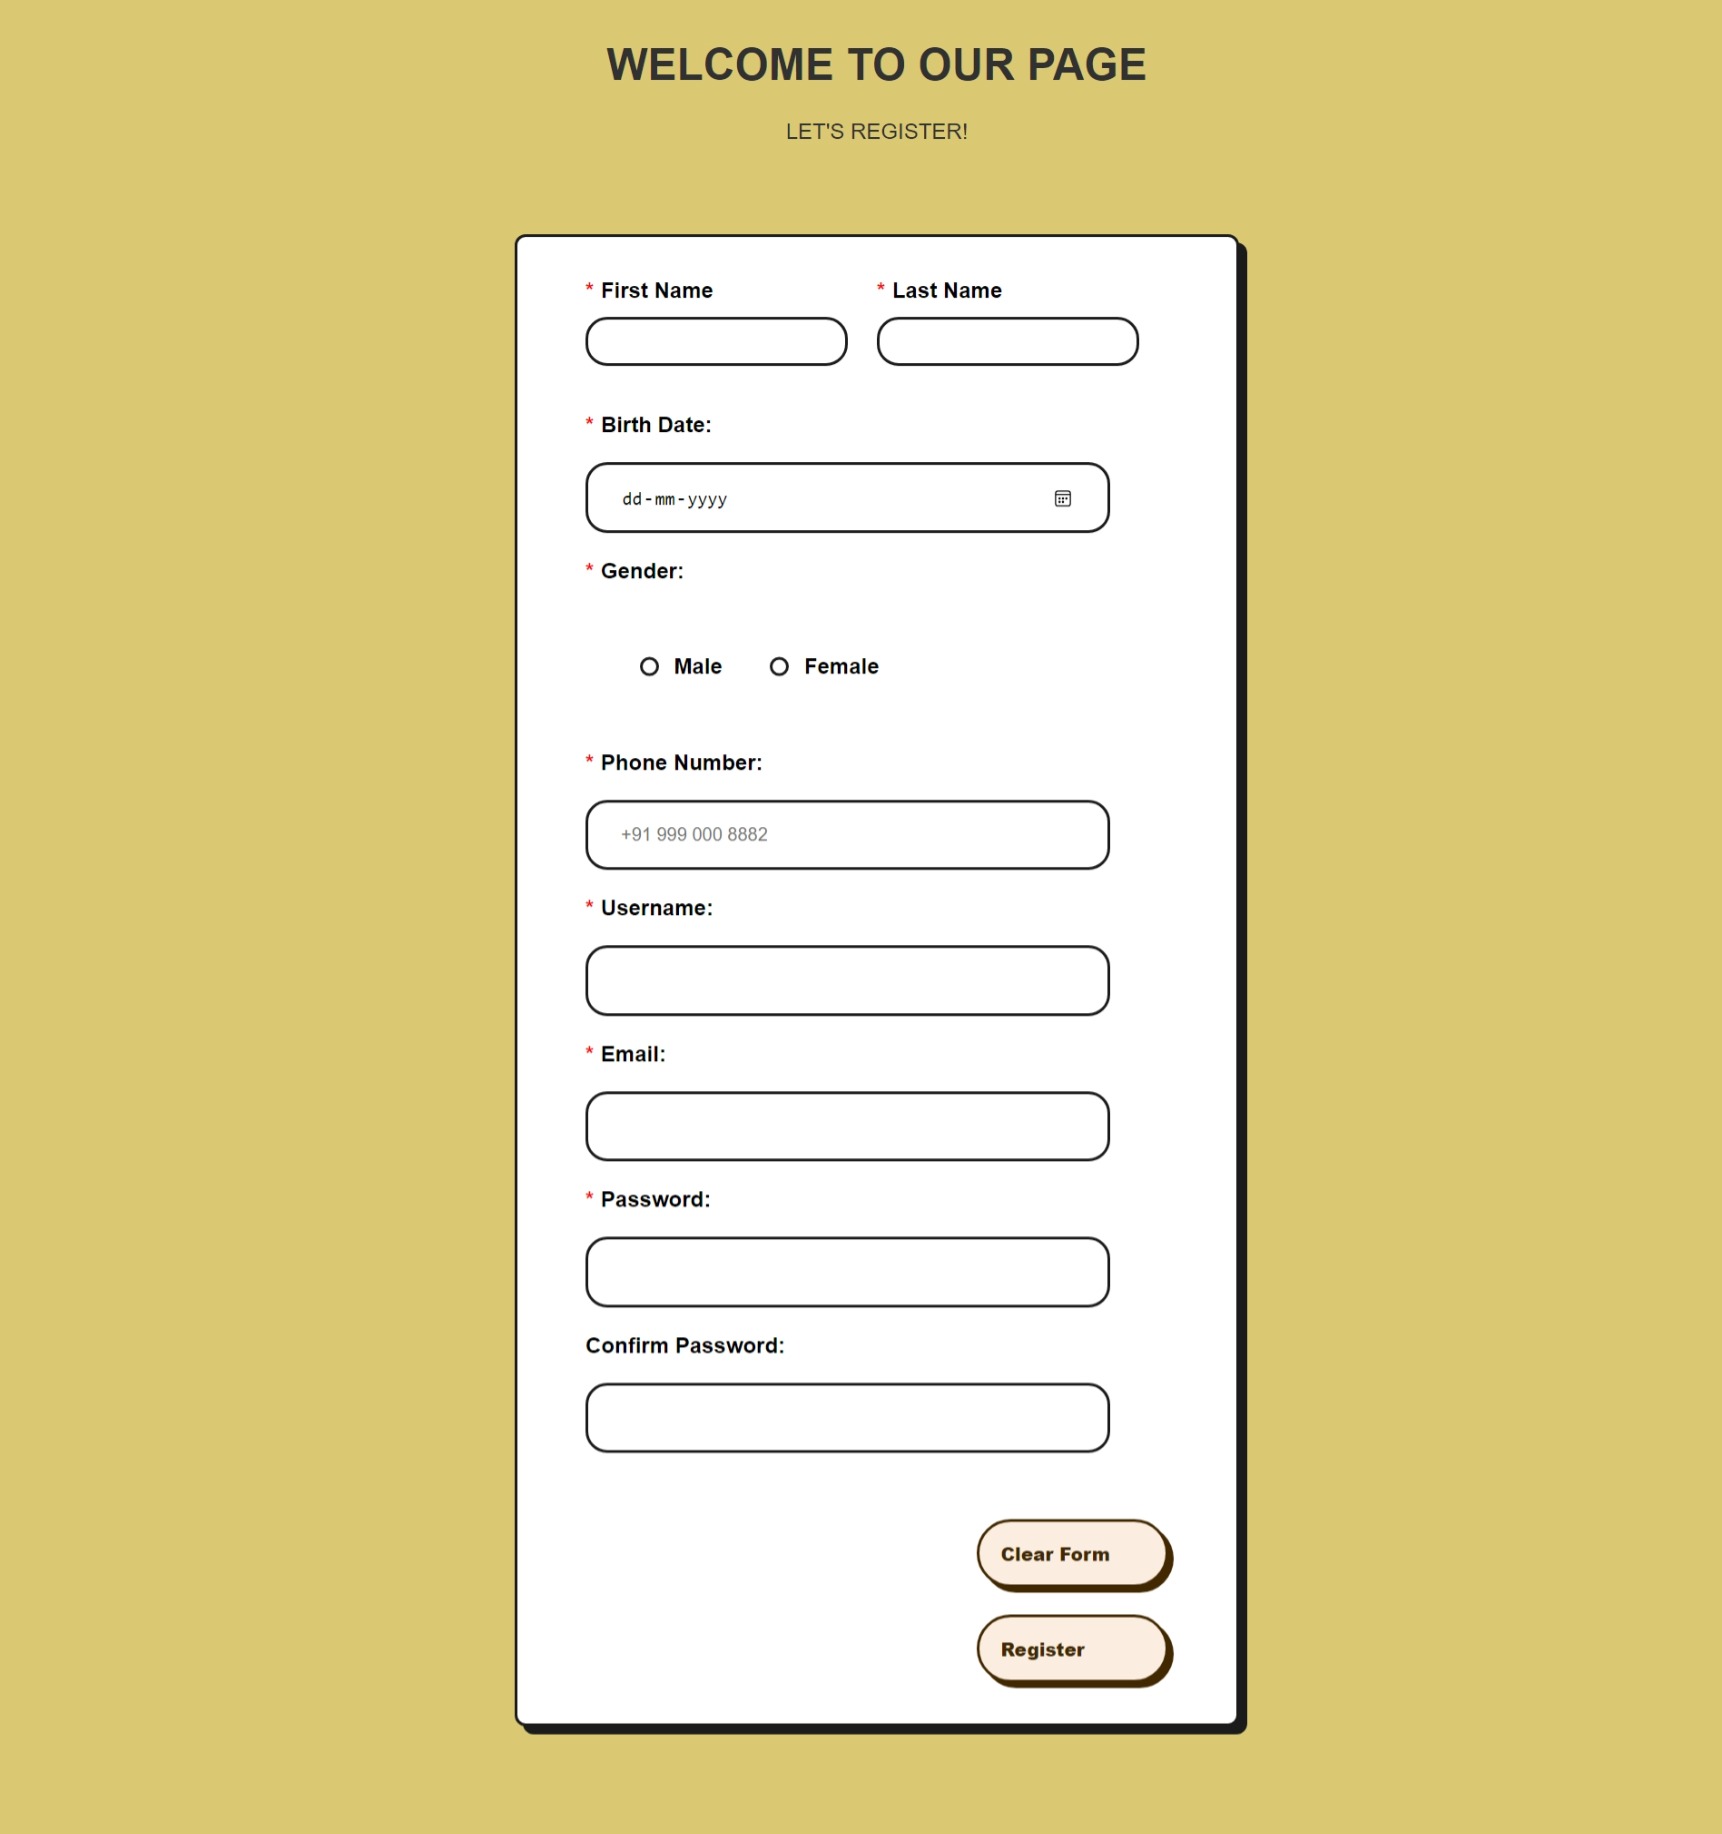 WELCOME TO OUR PAGE
LET'S REGISTER!
* First Name * Last Name
* Birth Date:
dd-mm-yyyy
* Gender:
Male Female
* Phone Number:
+91 999 000 8882
* Username:
* Email:
* Password:
Confirm Password:
Clear Form
Register